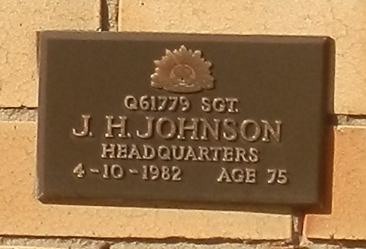 Q61779 SGT.
J. H. JOHNSON
HEADQUARTERS
4-10-1982 AGE 75